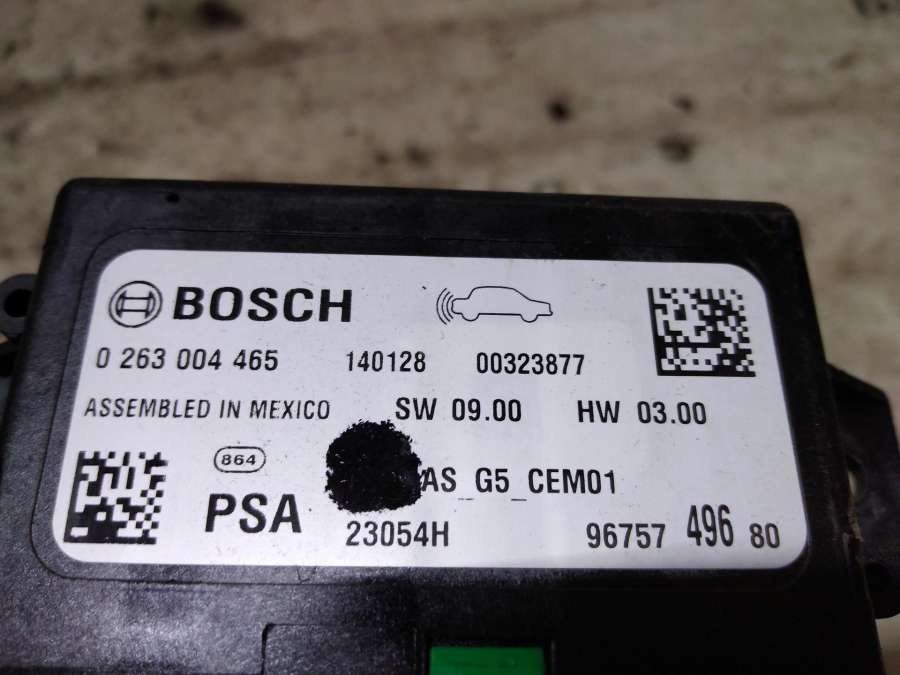 BOSCH
0 263 004 465 140128 00323877
ASSEMBLED IN MEXICO SW 09.00 HW 03.00
864
AS_G5_CEM01
PSA 23054H 96757 496 80